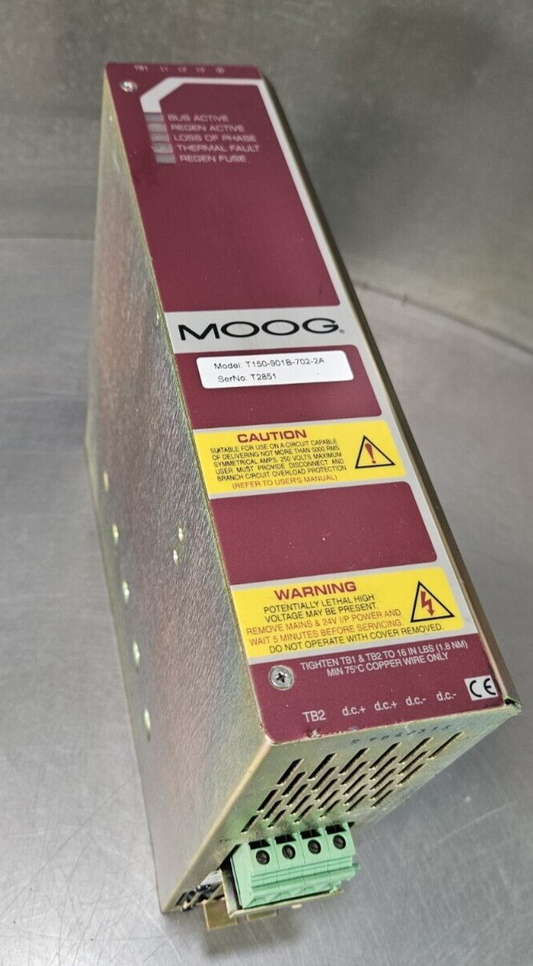 TB1 L1 L2 L3
BUS ACTIVE
REGEN ACTIVE
LOSS OF PHASE
THERMAL FAULT
REGEN FUSE
MOOG®
Model: T150-901B-702-2A
SerNo: T2851
CAUTION
SUITABLE FOR USE ON A CIRCUIT CAPABLE
OF DELIVERING NOT MORE THAN 5000 RMS
SYMMETRICAL AMPS, 250 VOLTS MAXIMUM
USER MUST PROVIDE DISCONNECT AND
BRANCH CIRCUIT OVERLOAD PROTECTION
(REFER TO USER'S MANUAL)
WARNING
POTENTIALLY LETHAL HIGH
VOLTAGE MAY BE PRESENT.
REMOVE MAINS & 24V I/P POWER AND
WAIT 5 MINUTES BEFORE SERVICING
DO NOT OPERATE WITH COVER REMOVED.
TIGHTEN TB1 & TB2 TO 16 IN LBS (1.8 NM)
MIN 75°C COPPER WIRE ONLY
TB2 d.c.+ d.c.+ d.c.- d.c.-
CE